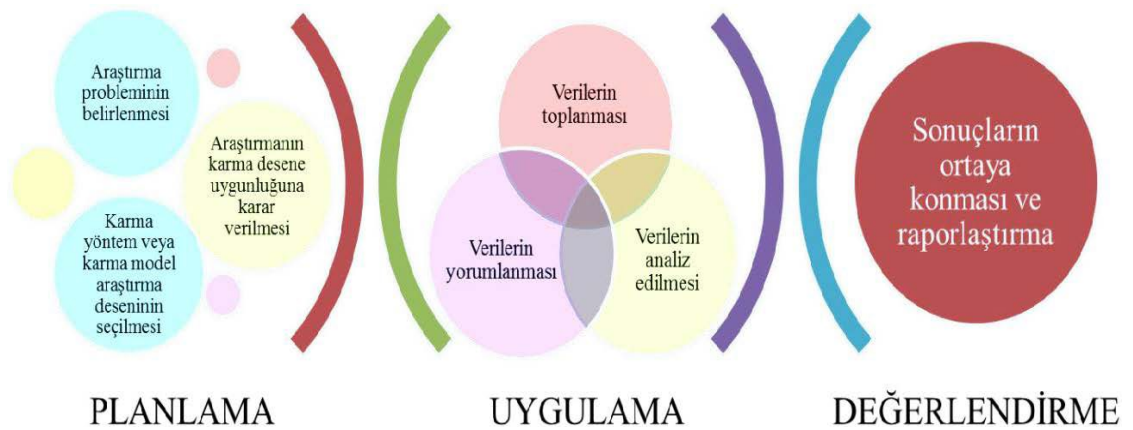 Araştırma
probleminin
belirlenmesi
Araştırmanın
karma desene
uygunluğuna
karar
verilmesi
Karma
yöntem veya
karma model
araştırma
deseninin
seçilmesi
PLANLAMA
Verilerin
toplanması
Verilerin
yorumlanması
Verilerin
analiz
edilmesi
UYGULAMA
Sonuçların
ortaya
konması ve
raporlaştırma
DEĞERLENDİRME